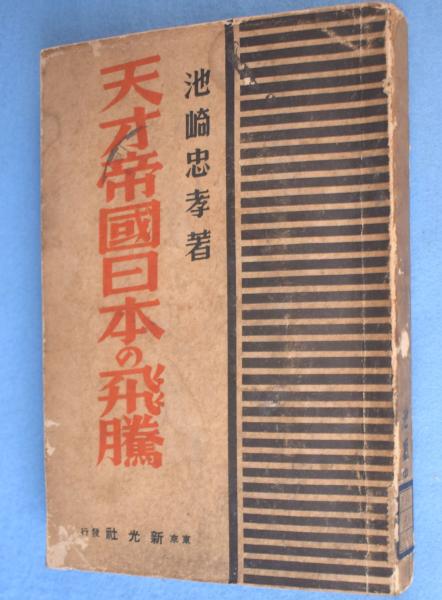 池崎忠孝著
天才帝國日本の飛騰
東京 新光社 發行